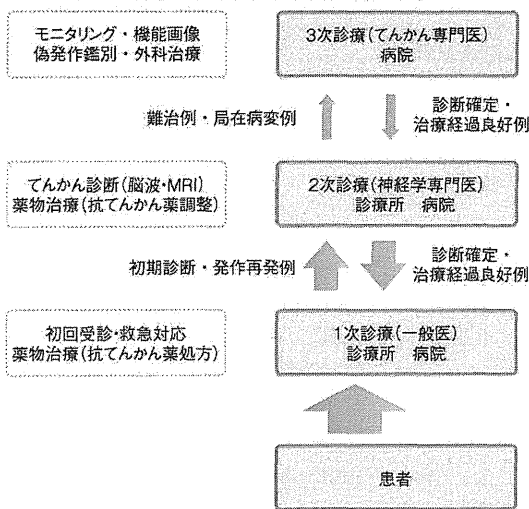 モニタリング・機能画像
偽発作鑑別・外科治療
3次診療(てんかん専門医)
病院
難治例・局在病変例
診断確定・
治療経過良好例
てんかん診断(脳波・MRI)
薬物治療(抗てんかん薬調整)
2次診療(神経学専門医)
診療所 病院
初期診断・発作再発例
診断確定・
治療経過良好例
初回受診・救急対応
薬物治療(抗てんかん薬処方)
1次診療(一般医)
診療所 病院
患者